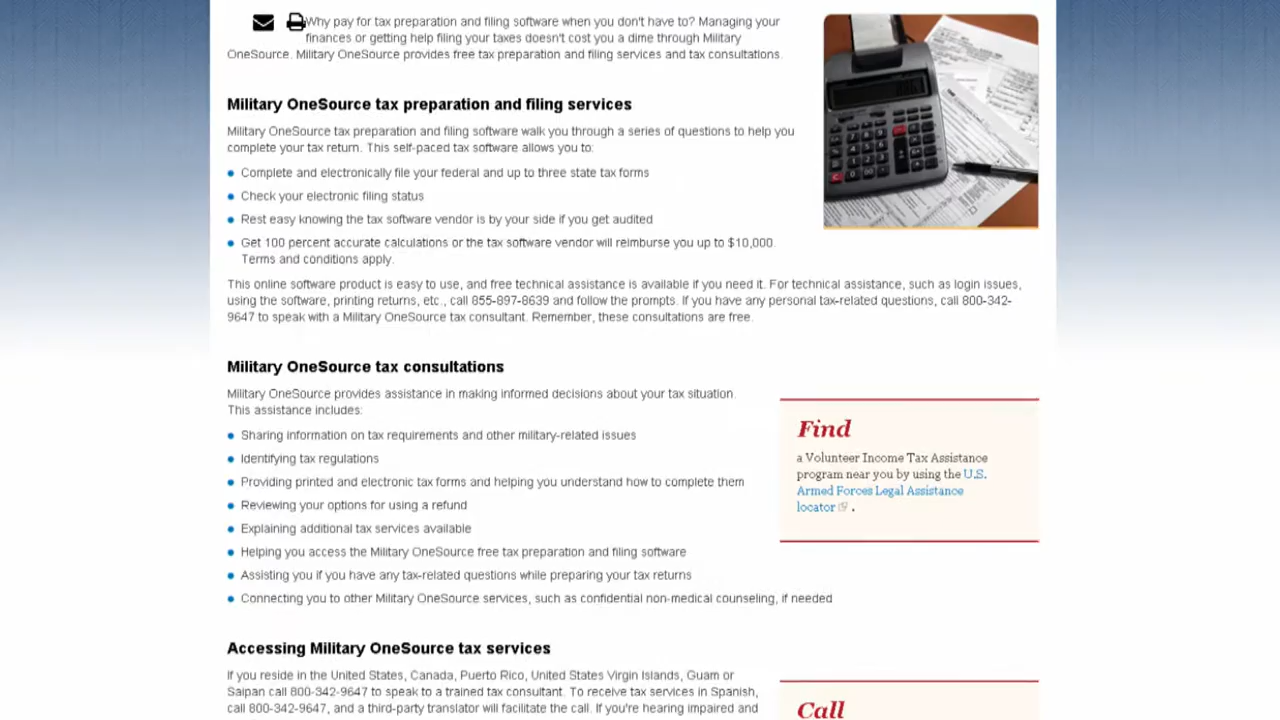 Why pay for tax preparation and filing software when you don't have to? Managing your
finances or getting help filing your taxes doesn't cost you a dime through Military
OneSource. Military OneSource provides free tax preparation and filing services and tax consultations.
Military OneSource tax preparation and filing services
Military OneSource tax preparation and filing software walk you through a series of questions to help you
complete your tax return. This self-paced tax software allows you to:
Complete and electronically file your federal and up to three state tax forms
Check your electronic filing status
Rest easy knowing the tax software vendor is by your side if you get audited
Get 100 percent accurate calculations or the tax software vendor will reimburse you up to $10,000.
Terms and conditions apply.
This online software product is easy to use, and free technical assistance is available if you need it. For technical assistance, such as login issues,
using the software, printing returns, etc., call 855-897-8639 and follow the prompts. If you have any personal tax-related questions, call 800-342-
9647 to speak with a Military OneSource tax consultant. Remember, these consultations are free.
Military OneSource tax consultations
Military OneSource provides assistance in making informed decisions about your tax situation.
This assistance includes:
Sharing information on tax requirements and other military-related issues
Identifying tax regulations
Providing printed and electronic tax forms and helping you understand how to complete them
Reviewing your options for using a refund
Explaining additional tax services available
Helping you access the Military OneSource free tax preparation and filing software
Assisting you if you have any tax-related questions while preparing your tax returns
Connecting you to other Military OneSource services, such as confidential non-medical counseling, if needed
Find
a Volunteer Income Tax Assistance
program near you by using the U.S.
Armed Forces Legal Assistance
locator .
Accessing Military OneSource tax services
If you reside in the United States, Canada, Puerto Rico, United States Virgin Islands, Guam or
Saipan call 800-342-9647 to speak to a trained tax consultant. To receive tax services in Spanish,
call 800-342-9647, and a third-party translator will facilitate the call. If you're hearing impaired and
Call